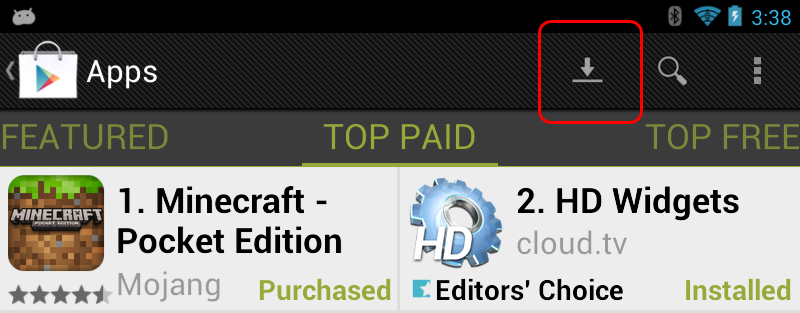 3:38
Apps
FEATURED
TOP PAID
TOP FREE
MINECRAFT
POCKET EDITION
1. Minecraft -
Pocket Edition
Mojang
Purchased
HD
2. HD Widgets
cloud.tv
Editors' Choice
Installed